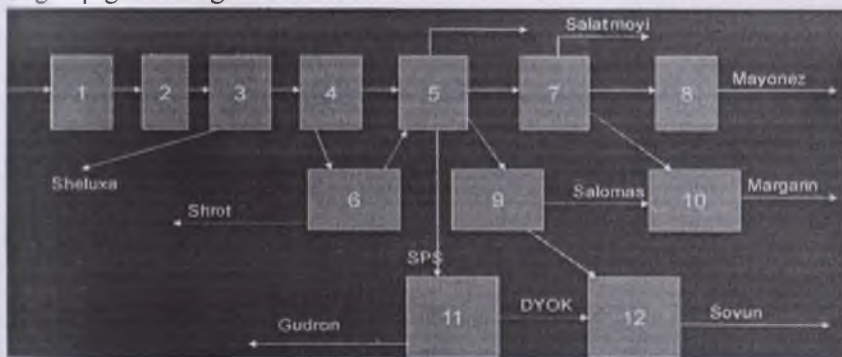 Salatmoyi
1 2 3 4 5 7 8 Mayonez
Sheluxa
6 9 Salomas 10 Margarin
Shrot
SPS
11 DYOK 12 Sovun
Gudron